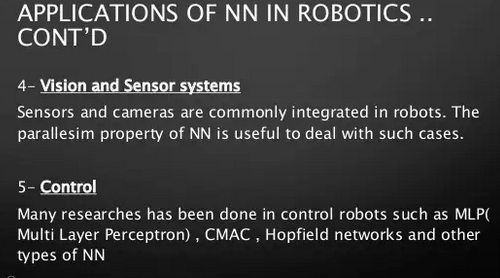 APPLICATIONS OF NN IN ROBOTICS ..
CONT'D
4- Vision and Sensor systems
Sensors and cameras are commonly integrated in robots. The
parallesim property of NN is useful to deal with such cases.
5- Control
Many researches has been done in control robots such as MLP(
Multi Layer Perceptron) , CMAC , Hopfield networks and other
types of NN